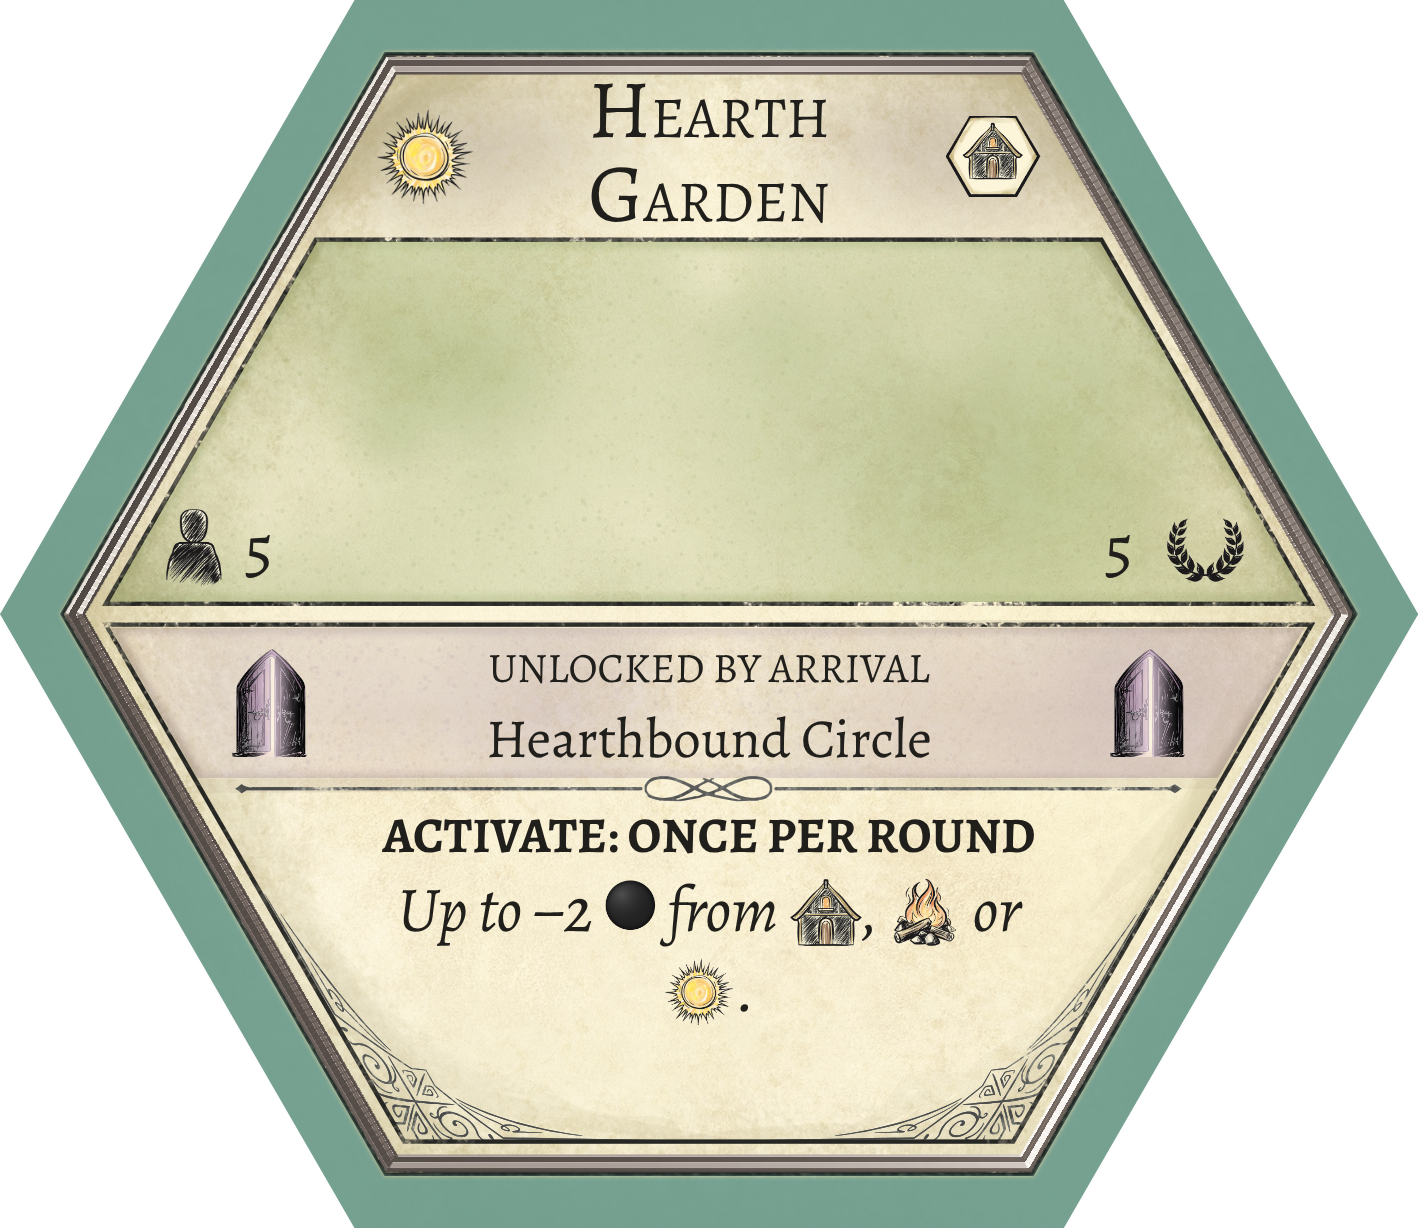 Hearth
Garden
5
5
UNLOCKED BY ARRIVAL
Hearthbound Circle
ACTIVATE: ONCE PER ROUND
Up to –2 from , or
.